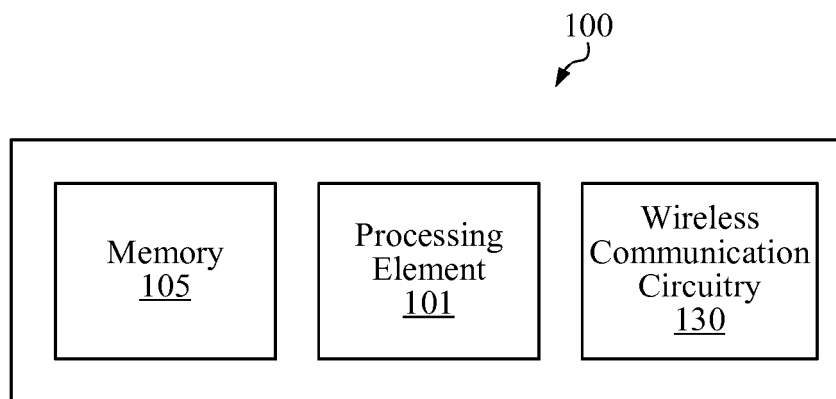 100
Memory
105
Processing
Element
101
Wireless
Communication
Circuitry
130